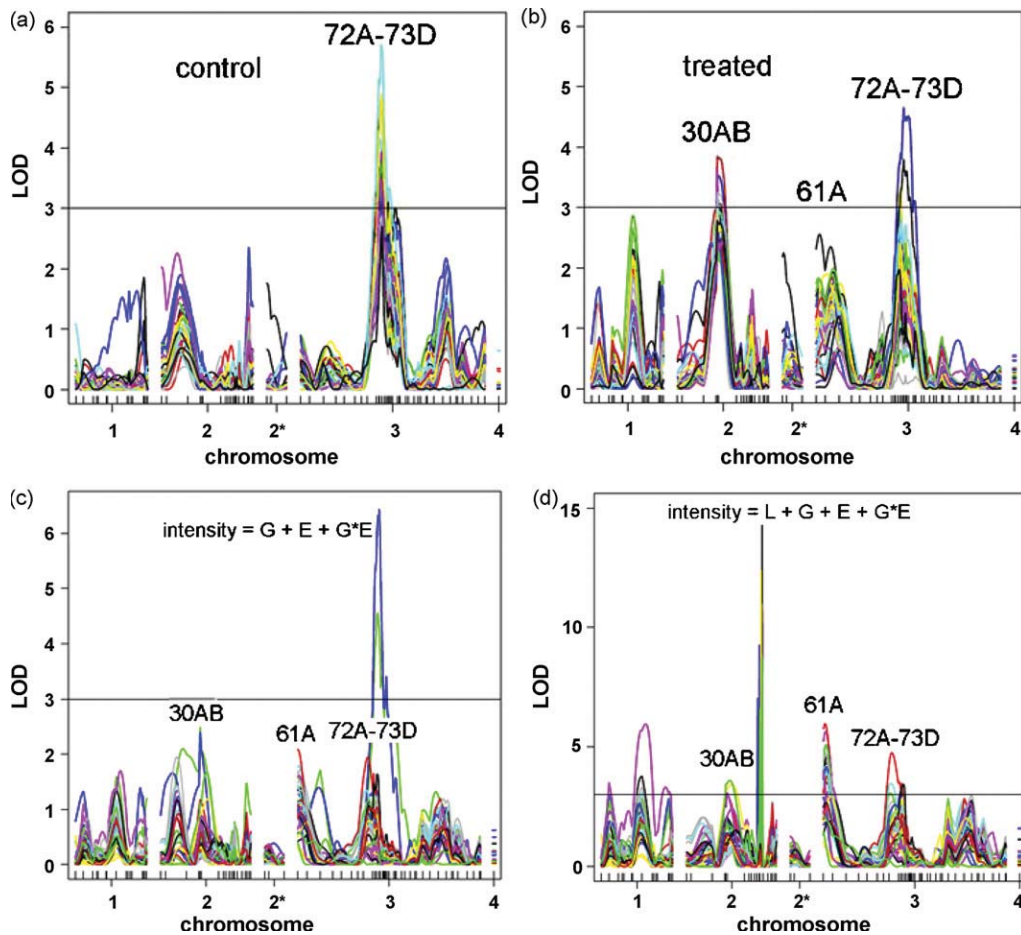 (a)
6
5
4
3
2
1
0
LOD
control
72A-73D
1
2
2*
3
4
chromosome
(b)
6
5
4
3
2
1
0
LOD
treated
30AB
61A
72A-73D
1
2
2*
3
4
chromosome
(c)
6
5
4
3
2
1
0
LOD
intensity = G + E + G*E
30AB
61A
72A-73D
1
2
2*
3
4
chromosome
(d)
15
10
5
0
LOD
intensity = L + G + E + G*E
30AB
61A
72A-73D
1
2
2*
3
4
chromosome